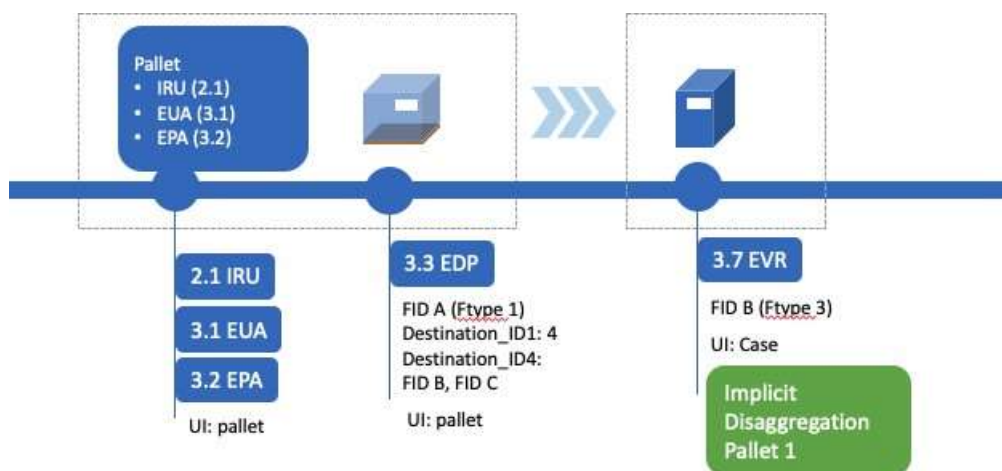 Pallet
• IRU (2.1)
• EUA (3.1)
• EPA (3.2)
2.1 IRU
3.1 EUA
3.2 EPA
UI: pallet
3.3 EDP
FID A (Ftype 1)
Destination_ID1: 4
Destination_ID4:
FID B, FID C
UI: pallet
3.7 EVR
FID B (Ftype 3)
UI: Case
Implicit
Disaggregation
Pallet 1